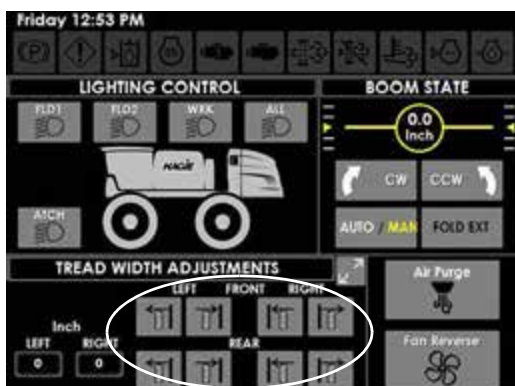 Friday 12:53 PM
LIGHTING CONTROL
FLD1 FLD2 WRK ALL
HAGIE
ATCH
BOOM STATE
0.0
Inch
CW CCW
AUTO / MAN FOLD EXT
TREAD WIDTH ADJUSTMENTS
LEFT FRONT RIGHT
Inch
LEFT RIGHT
REAR
0 0
Air Purge
Fan Reverse